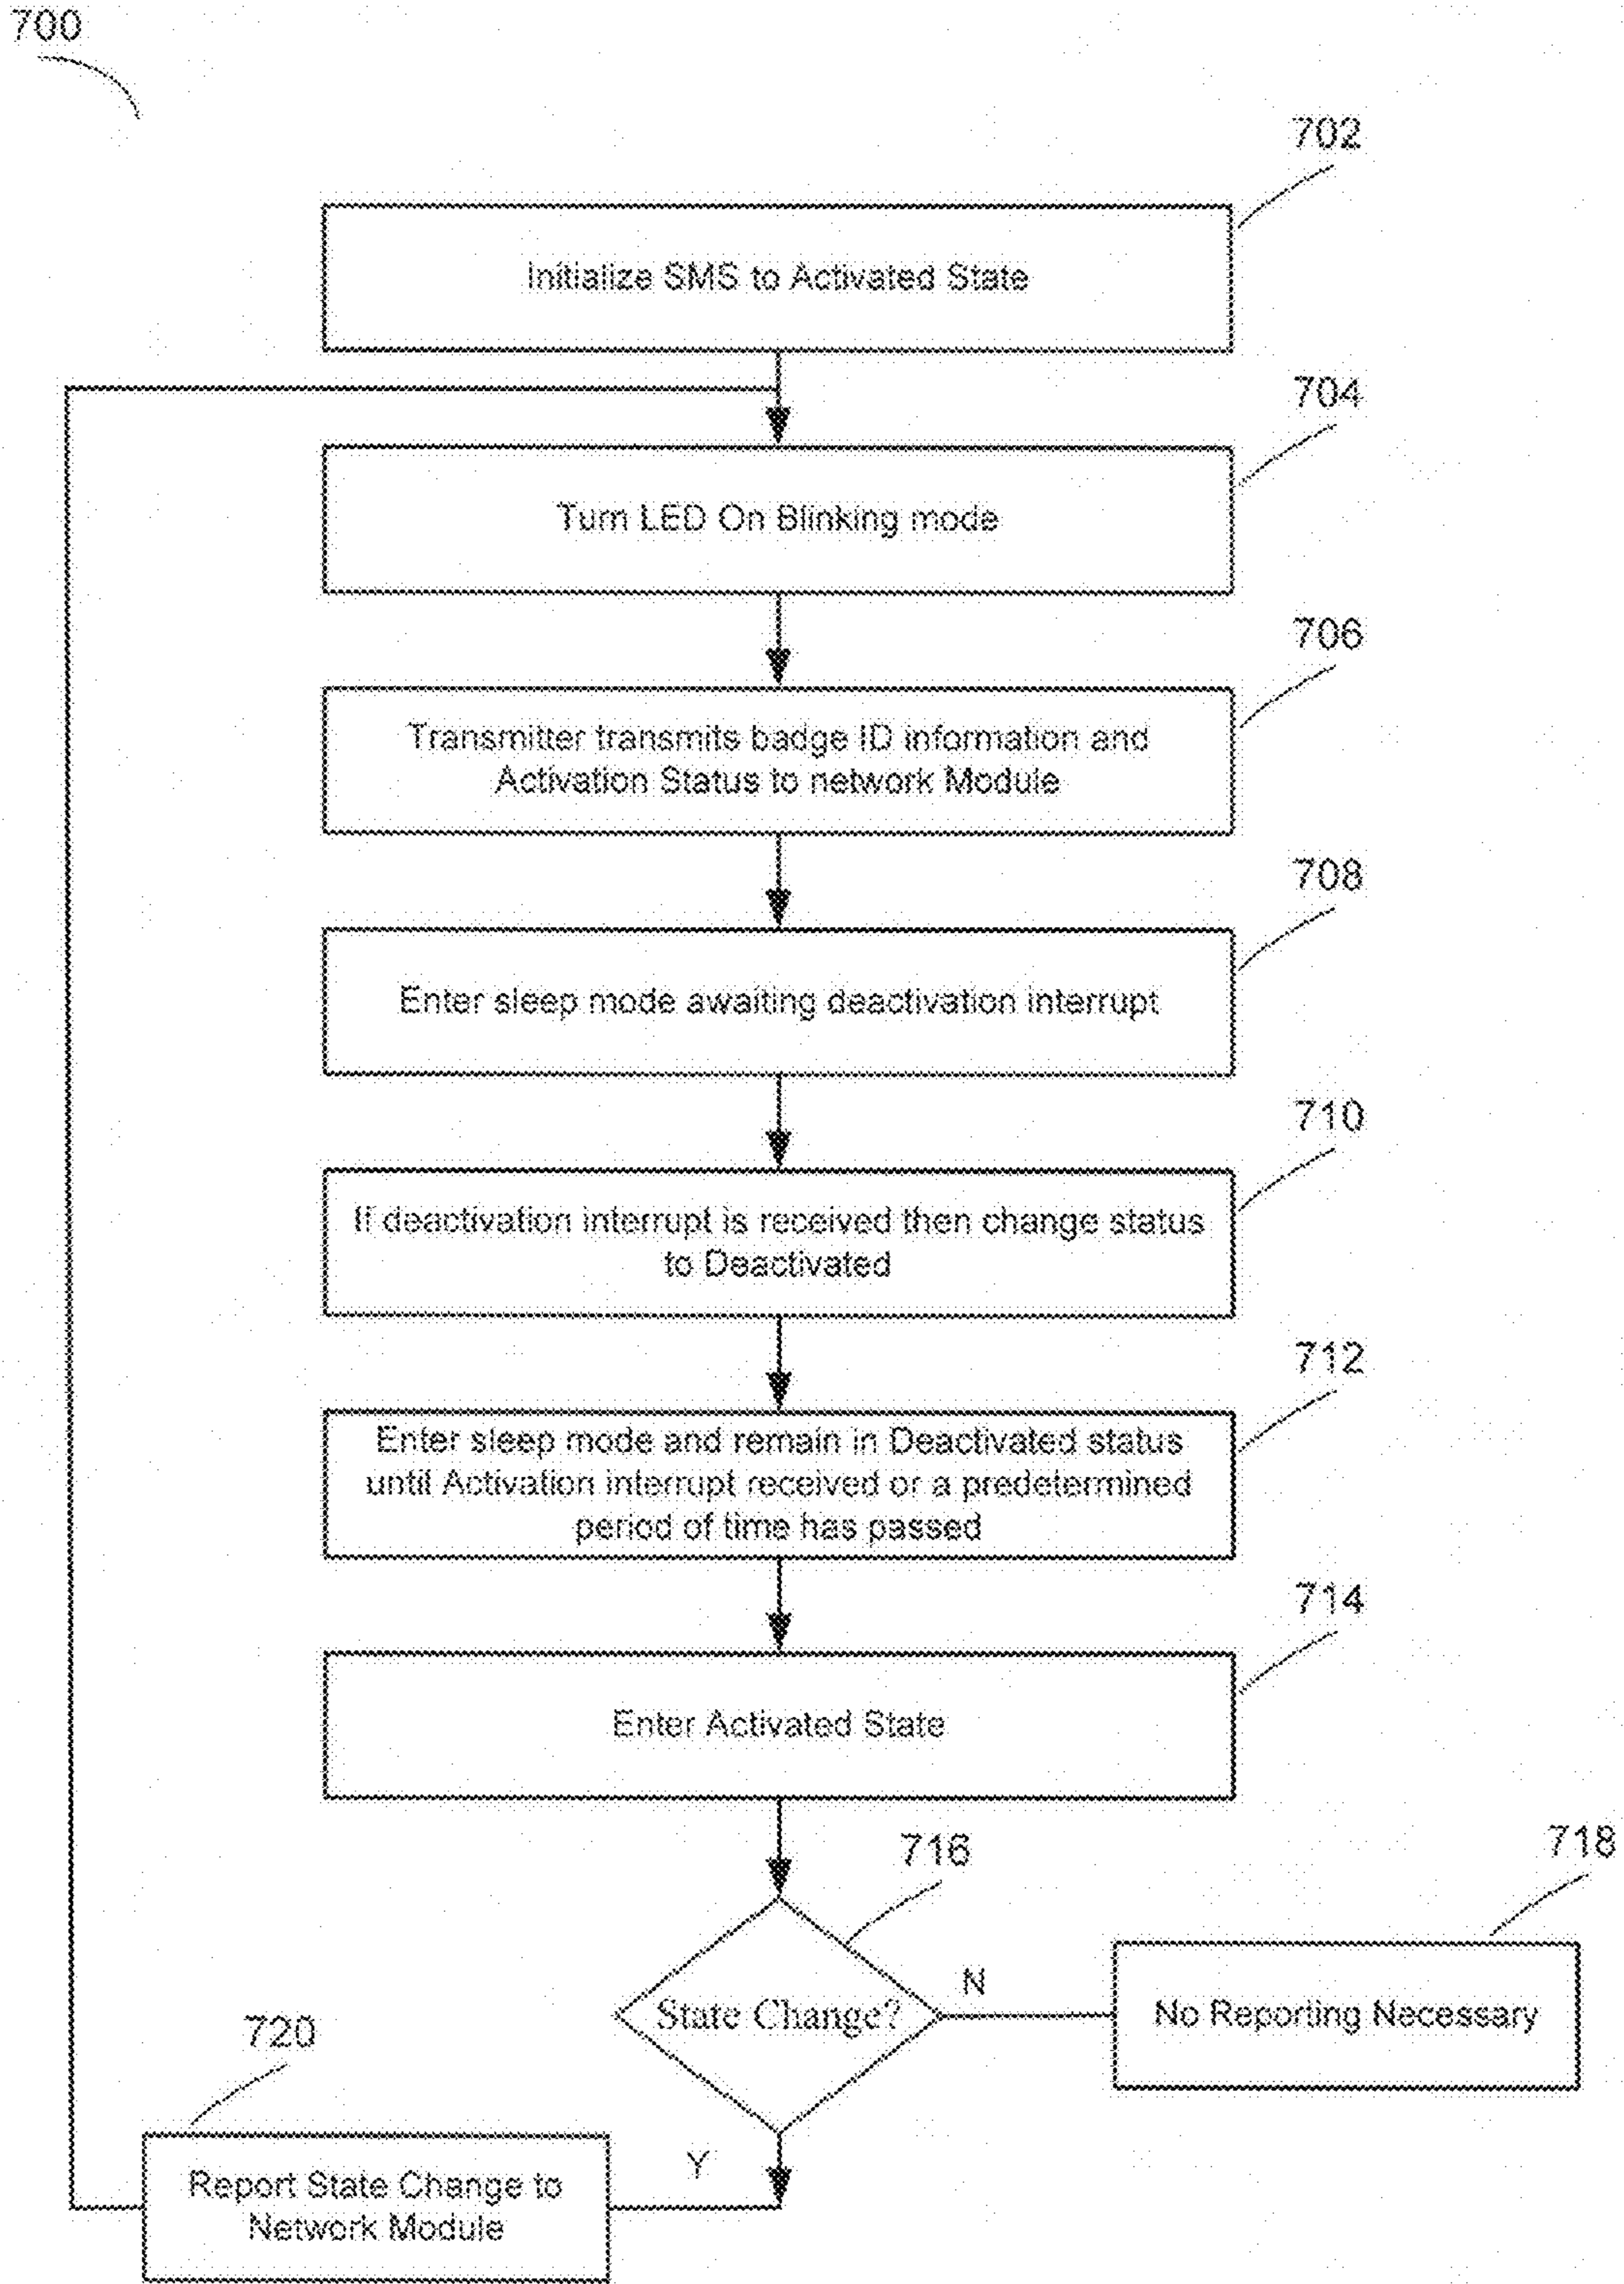 700
702
Initialize SMS to Activated State
704
Turn LED On Blinking mode
706
Transmitter transmits badge ID information and
Activation Status to network Module
708
Enter sleep mode awaiting deactivation interrupt
710
If deactivation interrupt is received then change status
to Deactivated
712
Enter sleep mode and remain in Deactivated status
until Activation interrupt received or a predetermined
period of time has passed
714
Enter Activated State
716
718
State Change?
N
No Reporting Necessary
720
Y
Report State Change to
Network Module